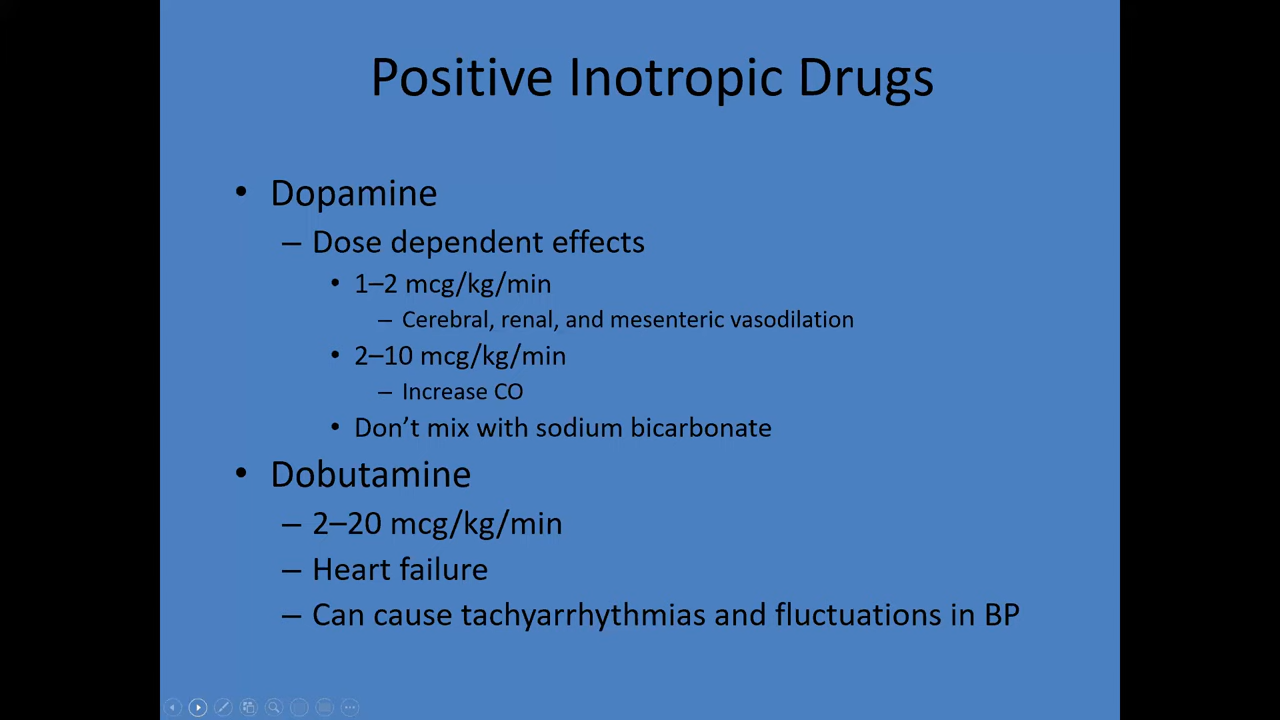 Positive Inotropic Drugs
• Dopamine
– Dose dependent effects
• 1–2 mcg/kg/min
– Cerebral, renal, and mesenteric vasodilation
• 2–10 mcg/kg/min
– Increase CO
• Don’t mix with sodium bicarbonate
• Dobutamine
– 2–20 mcg/kg/min
– Heart failure
– Can cause tachyarrhythmias and fluctuations in BP